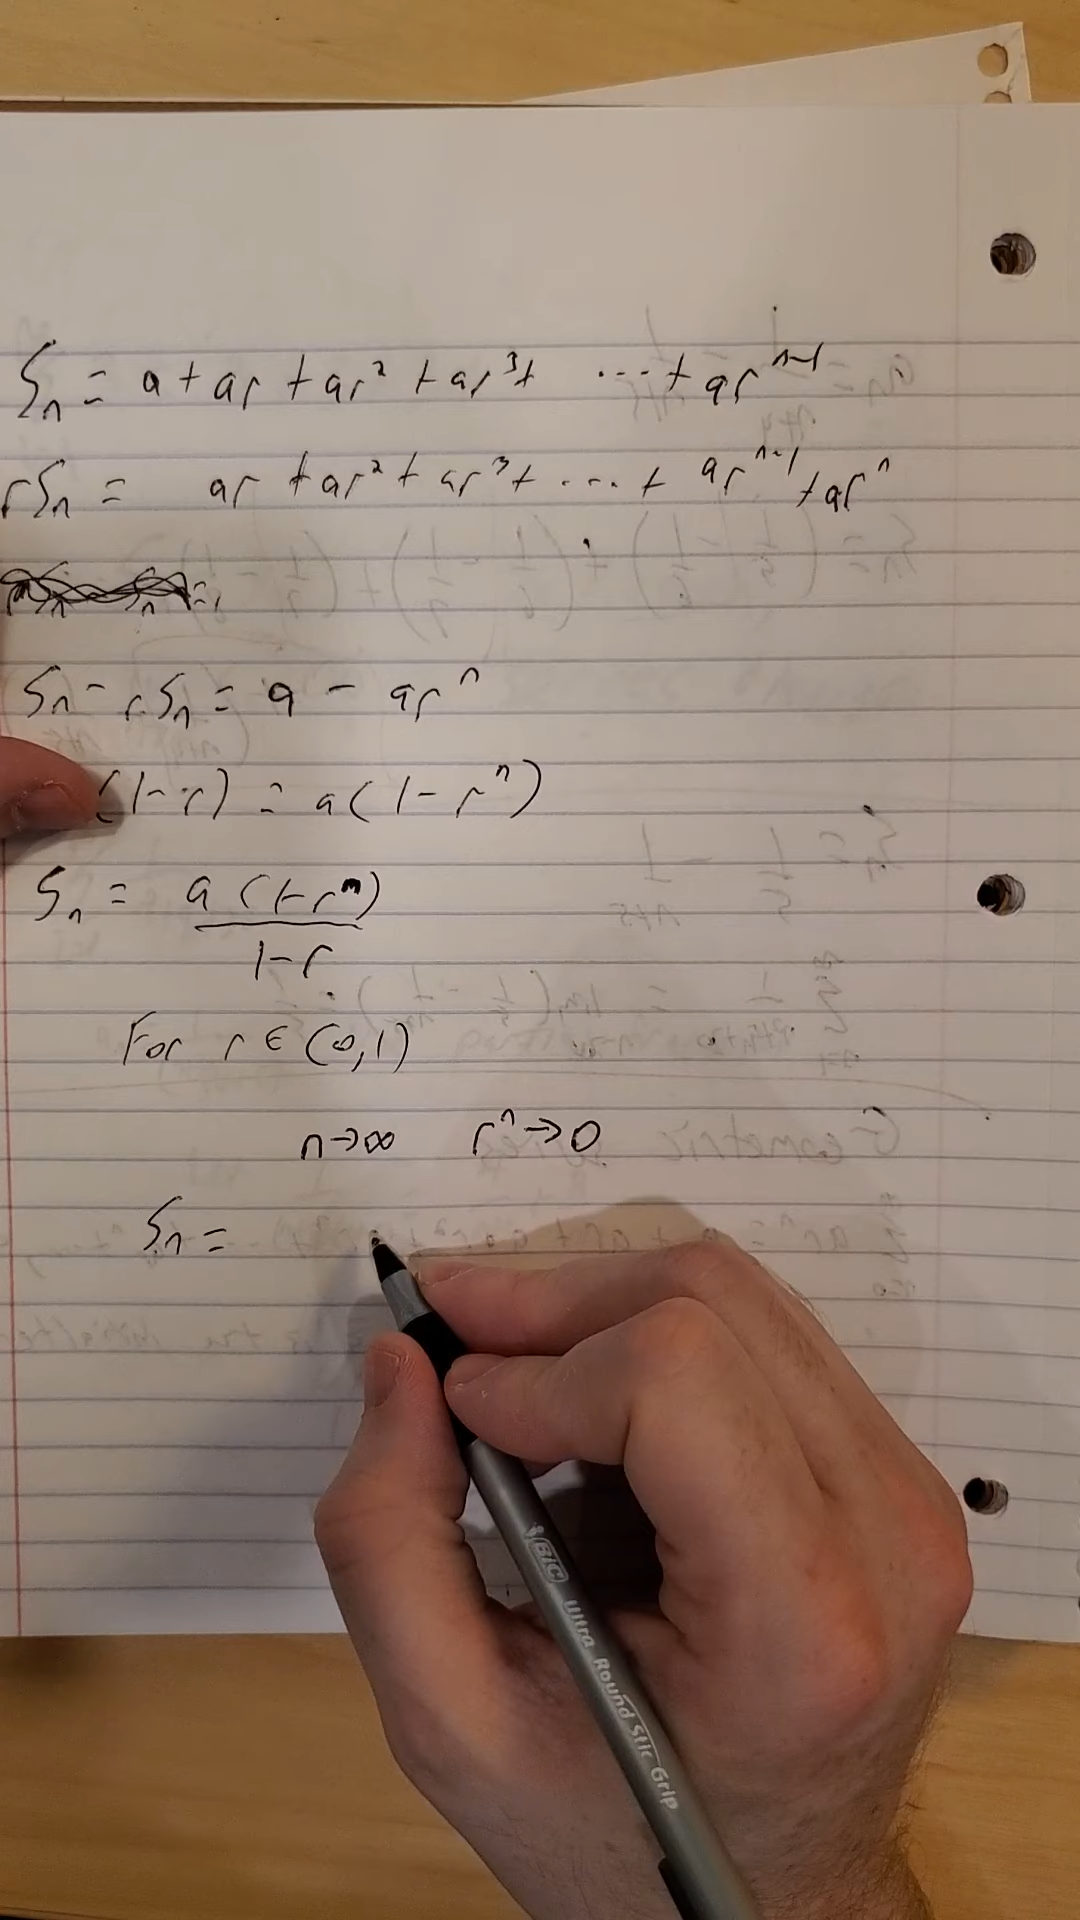 Sn = a + ar + ar² + ar³ + ... + ar^n-1
rSn = ar + ar² + ar³ + ... + ar^n-1 + ar^n
Sn - rSn = a - ar^n
(1-r) = a(1-r^n)
Sn = a(1-r^n) / 1-r
For r ∈ (0,1)
n→∞ r^n→0
Sn =
BIC Ultra Round Stic Grip